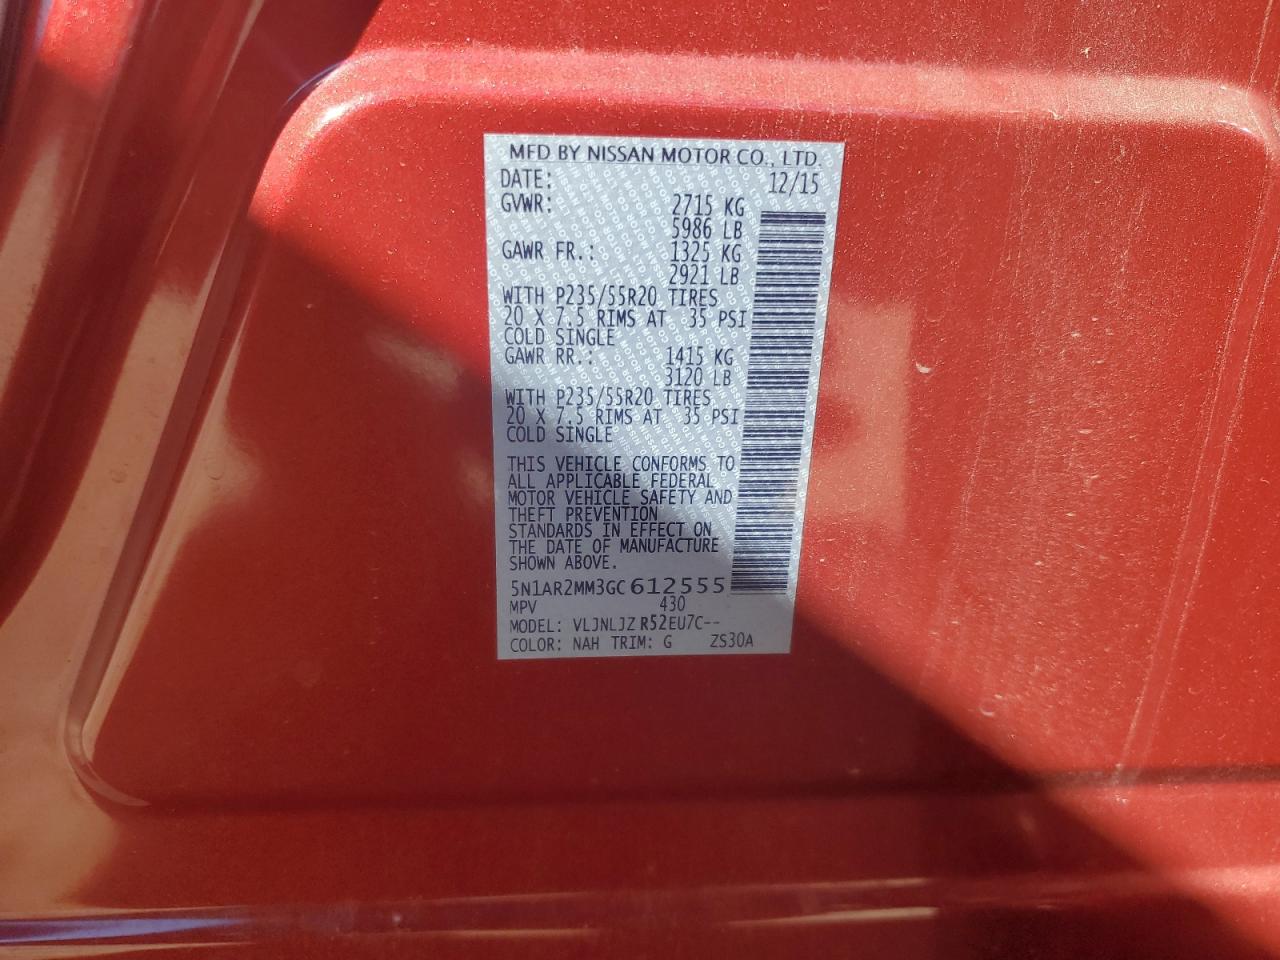 MFD BY NISSAN MOTOR CO., LTD.
DATE: 12/15
GVWR: 2715 KG
5986 LB
GAWR FR.: 1325 KG
2921 LB
WITH P235/55R20 TIRES
20 X 7.5 RIMS AT 35 PSI
COLD SINGLE
GAWR RR.: 1415 KG
3120 LB
WITH P235/55R20 TIRES
20 X 7.5 RIMS AT 35 PSI
COLD SINGLE
THIS VEHICLE CONFORMS TO
ALL APPLICABLE FEDERAL
MOTOR VEHICLE SAFETY AND
THEFT PREVENTION
STANDARDS IN EFFECT ON
THE DATE OF MANUFACTURE
SHOWN ABOVE.
5N1AR2MM3GC612555
MPV 430
MODEL: VLJNLJZ R52EU7C--
COLOR: NAH TRIM: G ZS30A